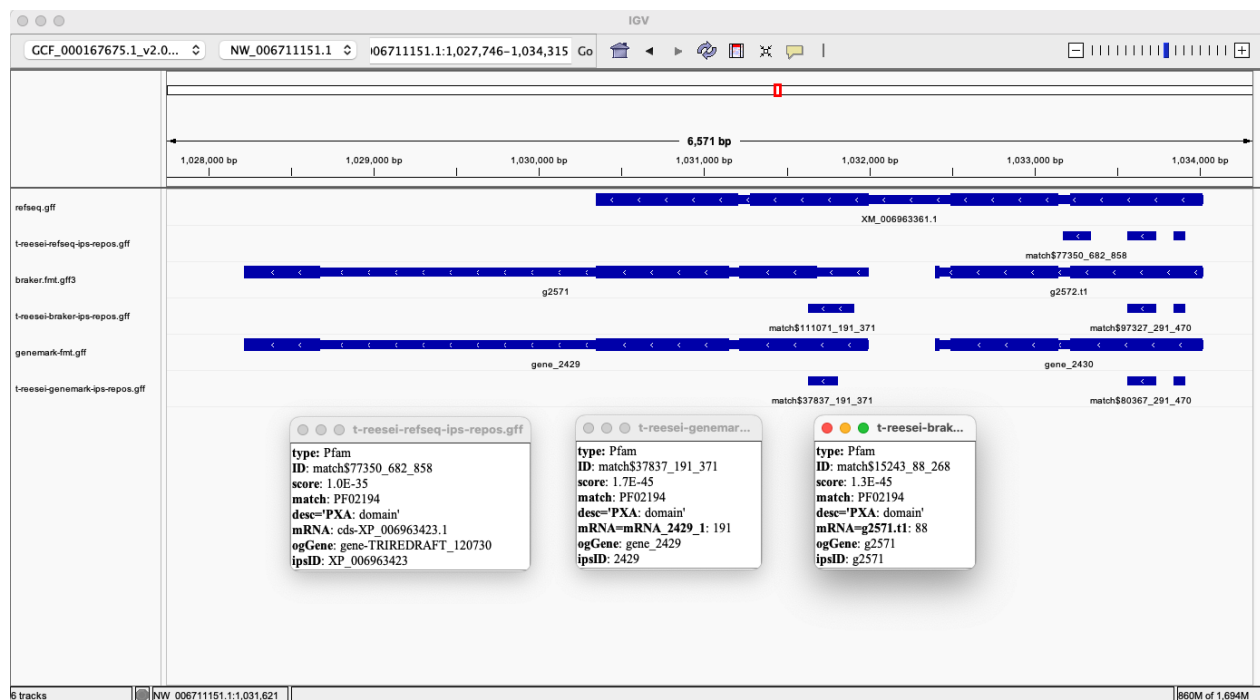 IGV
GCF_000167675.1_v2.0...
NW_006711151.1
06711151.1:1,027,746-1,034,315
Go
6,571 bp
1,028,000 bp
1,029,000 bp
1,030,000 bp
1,031,000 bp
1,032,000 bp
1,033,000 bp
1,034,000 bp
refseq.gff
XM_006963361.1
t-reesei-refseq-ips-repos.gff
match$77350_682_858
braker.fmt.gff3
g2571
g2572.t1
t-reesei-braker-ips-repos.gff
match$111071_191_371
match$97327_291_470
genemark-fmt.gff
gene_2429
gene_2430
t-reesei-genemark-ips-repos.gff
match$37837_191_371
match$80367_291_470
t-reesei-refseq-ips-repos.gff
type: Pfam
ID: match$77350_682_858
score: 1.0E-35
match: PF02194
desc='PXA: domain'
mRNA: cds-XP_006963423.1
ogGene: gene-TRIREDRAFT_120730
ipsID: XP_006963423
t-reesei-genemar...
type: Pfam
ID: match$37837_191_371
score: 1.7E-45
match: PF02194
desc='PXA: domain'
mRNA=mRNA_2429_1: 191
ogGene: gene_2429
ipsID: 2429
t-reesei-brak...
type: Pfam
ID: match$15243_88_268
score: 1.3E-45
match: PF02194
desc='PXA: domain'
mRNA=g2571.t1: 88
ogGene: g2571
ipsID: g2571
6 tracks
NW_006711151.1:1,031,621
860M of 1,694M